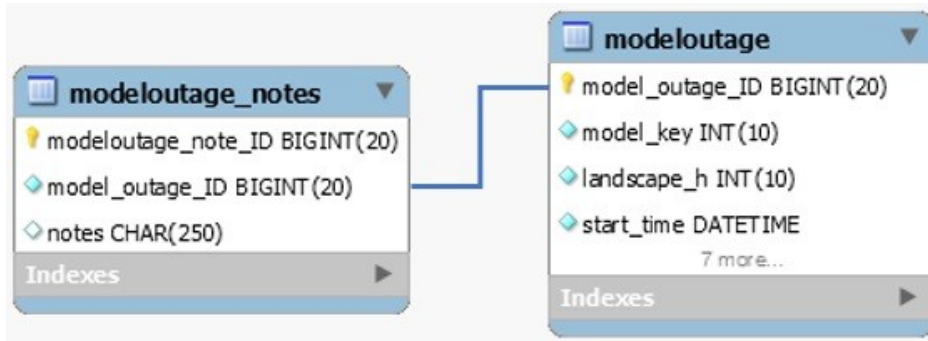 modeloutage_notes
modeloutage_note_ID BIGINT(20)
model_outage_ID BIGINT(20)
notes CHAR(250)
Indexes
modeloutage
model_outage_ID BIGINT(20)
model_key INT(10)
landscape_h INT(10)
start_time DATETIME
7 more...
Indexes